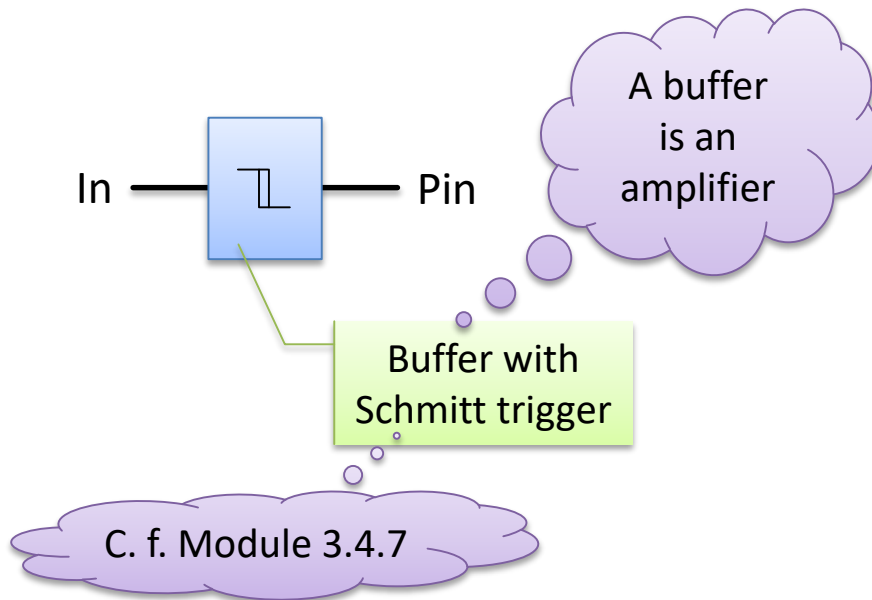 A buffer
is an
amplifier
In
Pin
Buffer with
Schmitt trigger
C. f. Module 3.4.7